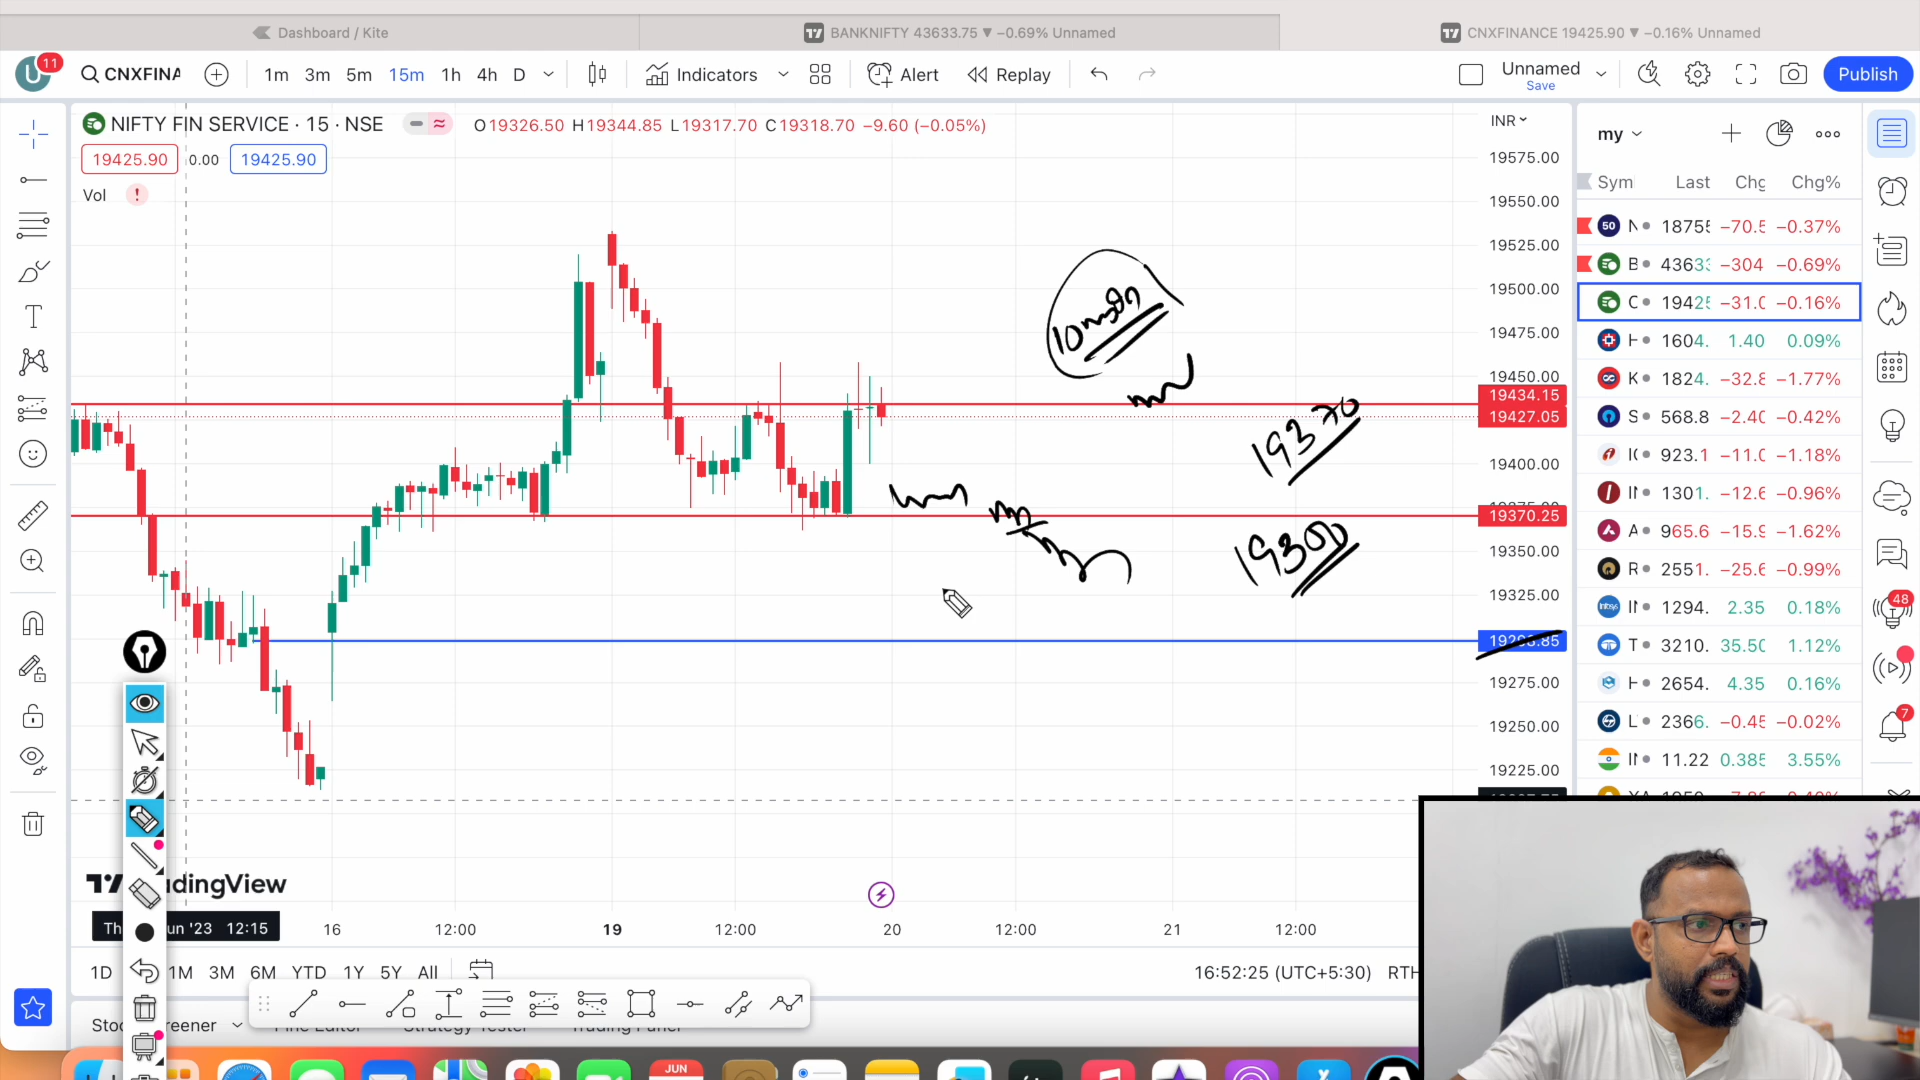 Dashboard / Kite
BANKNIFTY 43633.75 ▼ −0.69% Unnamed
CNXFINANCE 19425.90 ▼ −0.16% Unnamed
U 11
CNXFINA
1m 3m 5m 15m 1h 4h D
Indicators
Alert
Replay
Unnamed
Save
Publish
NIFTY FIN SERVICE · 15 · NSE
O19326.50 H19344.85 L19317.70 C19318.70 −9.60 (−0.05%)
INR
19425.90 0.00 19425.90
Vol
19575.00
19550.00
19525.00
19500.00
19475.00
19450.00
19434.15
19427.05
19400.00
19370.25
19350.00
19325.00
19275.00
19250.00
19225.00
19370
19300
my
Sym Last Chg Chg%
50 18755 −70.5 −0.37%
B 43633 −304 −0.69%
C 19425 −31.0 −0.16%
H 1604. 1.40 0.09%
K 1824. −32.8 −1.77%
S 568.8 −2.40 −0.42%
923.1 −11.0 −1.18%
1301. −12.6 −0.96%
A 965.6 −15.9 −1.62%
R 2551. −25.6 −0.99%
1294. 2.35 0.18%
T 3210. 35.50 1.12%
H 2654. 4.35 0.16%
L 2366. −0.45 −0.02%
11.22 0.385 3.55%
48
7
TradingView
12:15
16 12:00 19 12:00 20 12:00 21 12:00
1D 1M 3M 6M YTD 1Y 5Y All
16:52:25 (UTC+5:30) RTH
JUN